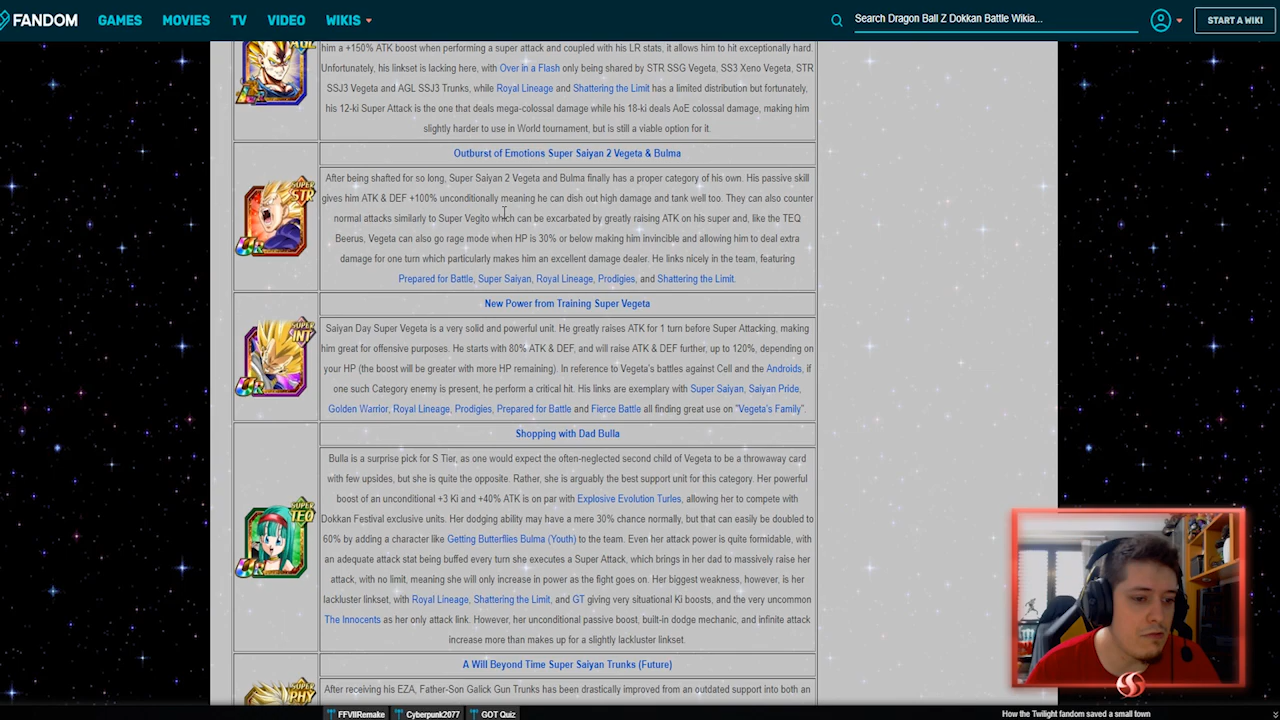 FANDOM GAMES MOVIES TV VIDEO WIKIS Search Dragon Ball Z Dokkan Battle Wikia... START A WIKI
AGL
him a +150% ATK boost when performing a super attack and coupled with his LR stats, it allows him to hit exceptionally hard.
Unfortunately, his linkset is lacking here, with Over in a Flash only being shared by STR SSG Vegeta, SS3 Xeno Vegeta, STR
SSJ3 Vegeta and AGL SSJ3 Trunks, while Royal Lineage and Shattering the Limit has a limited distribution but fortunately,
his 12-ki Super Attack is the one that deals mega-colossal damage while his 18-ki deals AoE colossal damage, making him
slightly harder to use in World tournament, but is still a viable option for it.
Outburst of Emotions Super Saiyan 2 Vegeta & Bulma
SUPER STR
UR
After being shafted for so long, Super Saiyan 2 Vegeta and Bulma finally has a proper category of his own. His passive skill
gives him ATK & DEF +100% unconditionally meaning he can dish out high damage and tank well too. They can also counter
normal attacks similarly to Super Vegito which can be excarbated by greatly raising ATK on his super and, like the TEQ
Beerus, Vegeta can also go rage mode when HP is 30% or below making him invincible and allowing him to deal extra
damage for one turn which particularly makes him an excellent damage dealer. He links nicely in the team, featuring
Prepared for Battle, Super Saiyan, Royal Lineage, Prodigies, and Shattering the Limit.
New Power from Training Super Vegeta
SUPER INT
UR
Saiyan Day Super Vegeta is a very solid and powerful unit. He greatly raises ATK for 1 turn before Super Attacking, making
him great for offensive purposes. He starts with 80% ATK & DEF, and will raise ATK & DEF further, up to 120%, depending on
your HP (the boost will be greater with more HP remaining). In reference to Vegeta's battles against Cell and the Androids, if
one such Category enemy is present, he perform a critical hit. His links are exemplary with Super Saiyan, Saiyan Pride,
Golden Warrior, Royal Lineage, Prodigies, Prepared for Battle and Fierce Battle all finding great use on "Vegeta's Family".
Shopping with Dad Bulla
SUPER TEQ
UR
Bulla is a surprise pick for S Tier, as one would expect the often-neglected second child of Vegeta to be a throwaway card
with few upsides, but she is quite the opposite. Rather, she is arguably the best support unit for this category. Her powerful
boost of an unconditional +3 Ki and +40% ATK is on par with Explosive Evolution Turles, allowing her to compete with
Dokkan Festival exclusive units. Her dodging ability may have a mere 30% chance normally, but that can easily be doubled to
60% by adding a character like Getting Butterflies Bulma (Youth) to the team. Even her attack power is quite formidable, with
an adequate attack stat being buffed every turn she executes a Super Attack, which brings in her dad to massively raise her
attack, with no limit, meaning she will only increase in power as the fight goes on. Her biggest weakness, however, is her
lackluster linkset, with Royal Lineage, Shattering the Limit, and GT giving very situational Ki boosts, and the very uncommon
The Innocents as her only attack link. However, her unconditional passive boost, built-in dodge mechanic, and infinite attack
increase more than makes up for a slightly lackluster linkset.
A Will Beyond Time Super Saiyan Trunks (Future)
SUPER PHY
After receiving his EZA, Father-Son Galick Gun Trunks has been drastically improved from an outdated support into both an
FFVIIRemake Cyberpunk2077 GOT Quiz How the Twilight fandom saved a small town